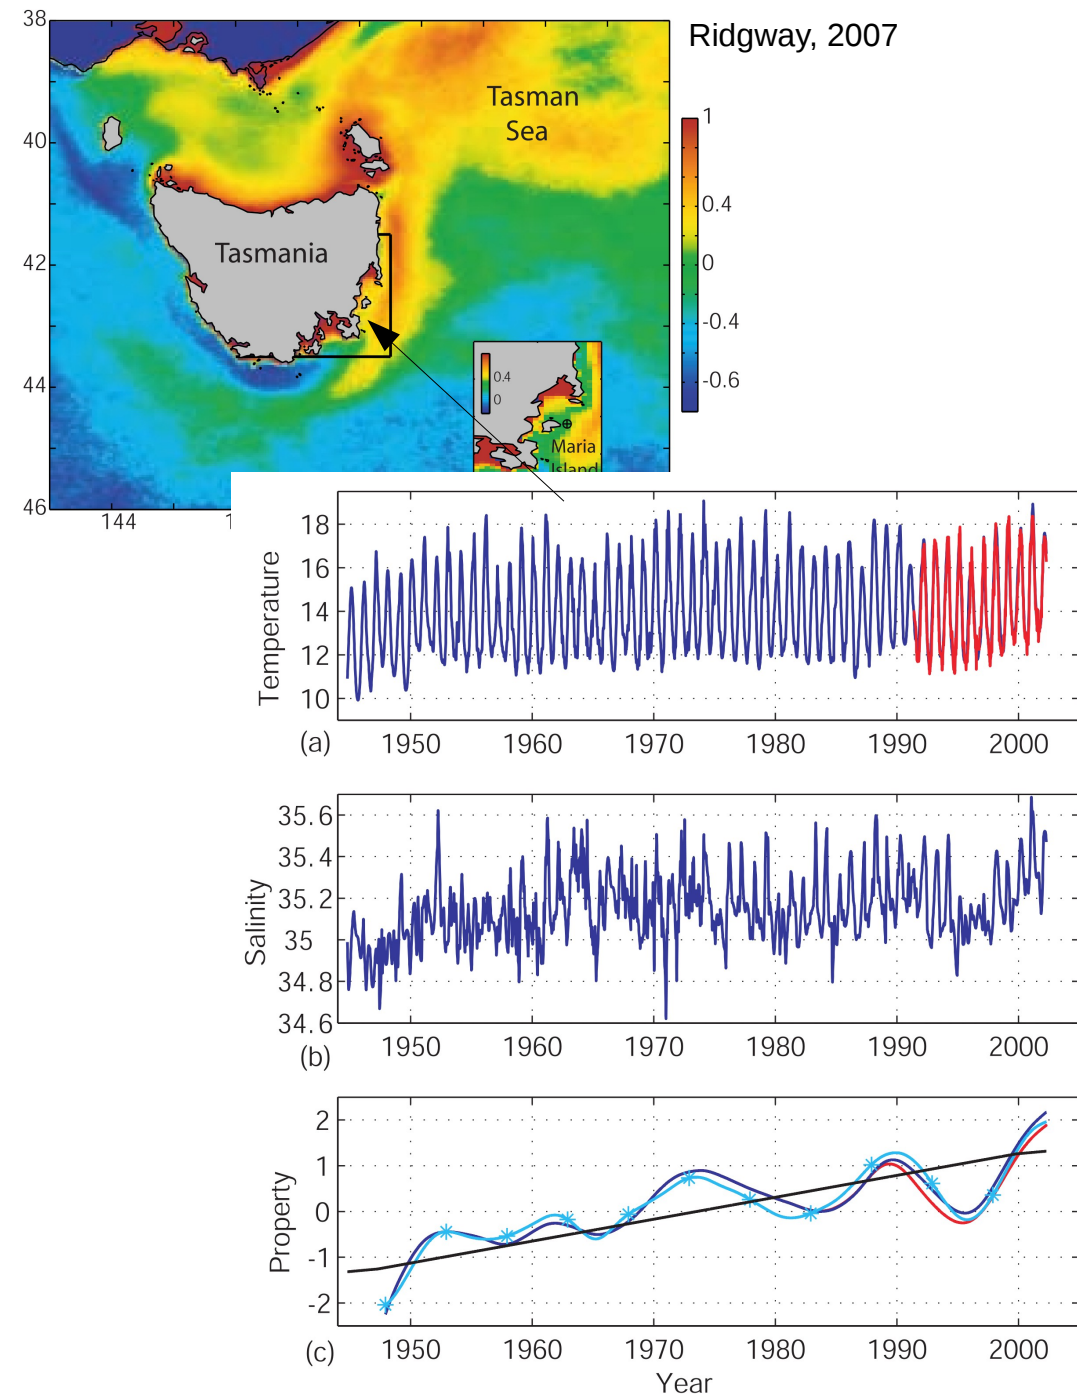 Ridgway, 2007
38
40
42
44
46
144
1
Tasman
Sea
Tasmania
1
0.4
0
-0.4
-0.6
0.4
0
Maria
Island
Temperature
18
16
14
12
10
(a)
1950 1960 1970 1980 1990 2000
Salinity
35.6
35.4
35.2
35
34.8
34.6
(b)
1950 1960 1970 1980 1990 2000
Property
2
1
0
-1
-2
(c)
1950 1960 1970 1980 1990 2000
Year